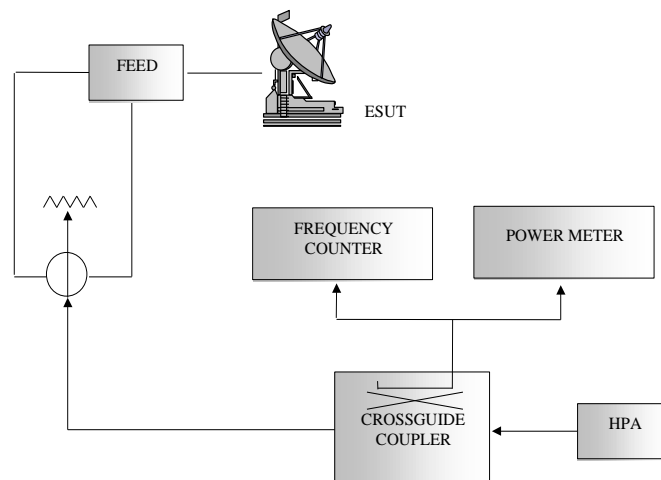 FEED
ESUT
FREQUENCY
COUNTER
POWER METER
CROSSGUIDE
COUPLER
HPA